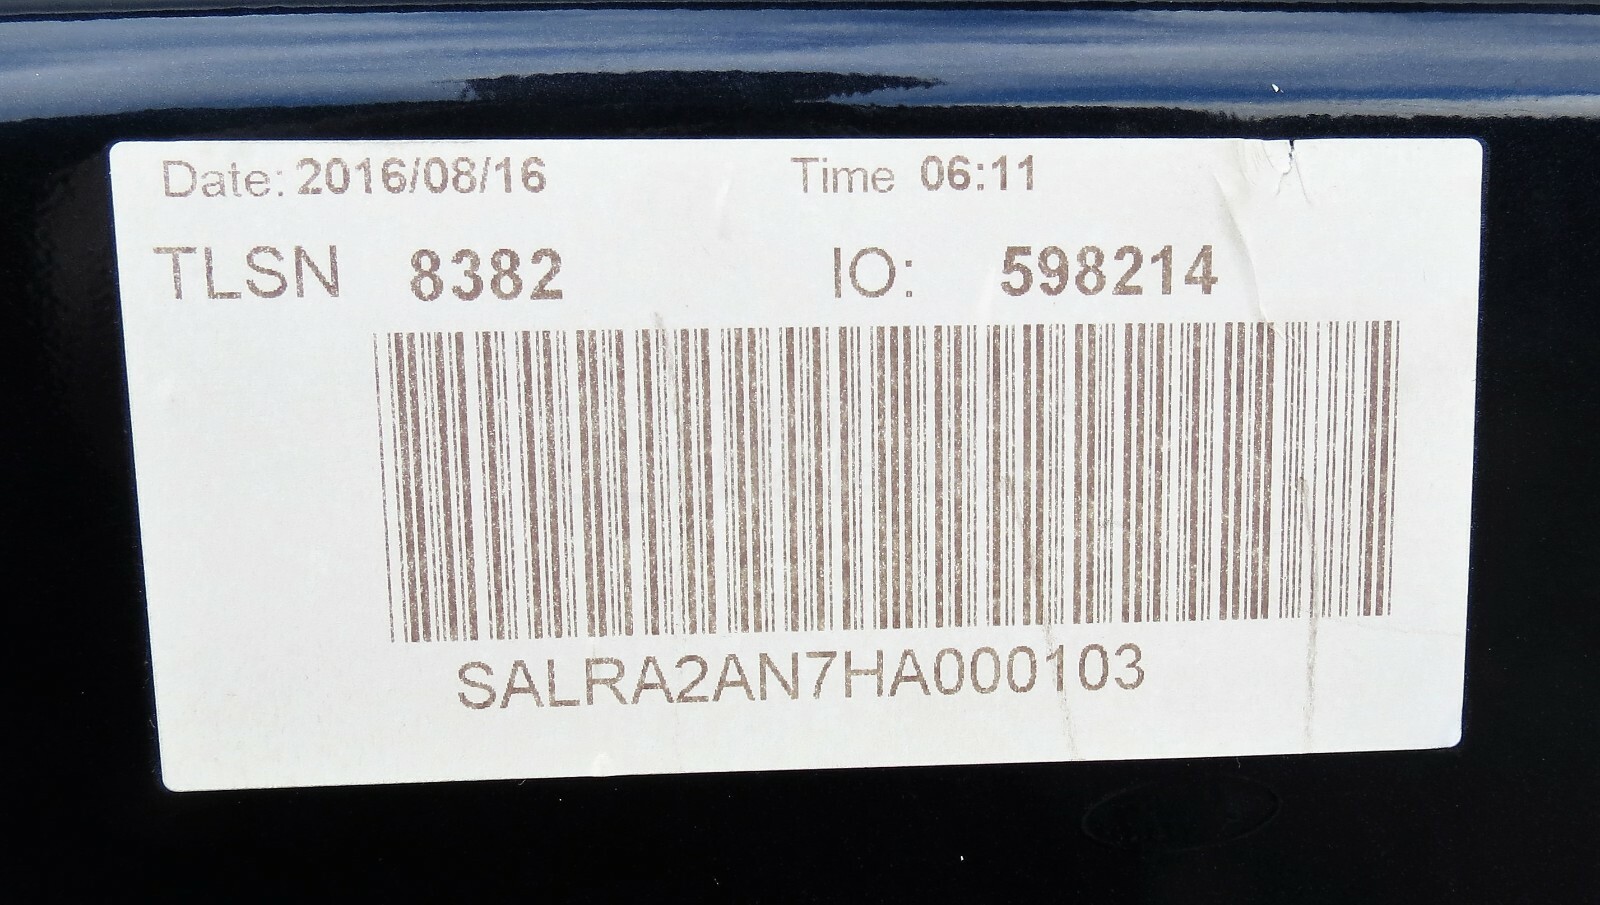 Date: 2016/08/16 Time 06:11
TLSN 8382 IO: 598214
SALRA2AN7HA000103